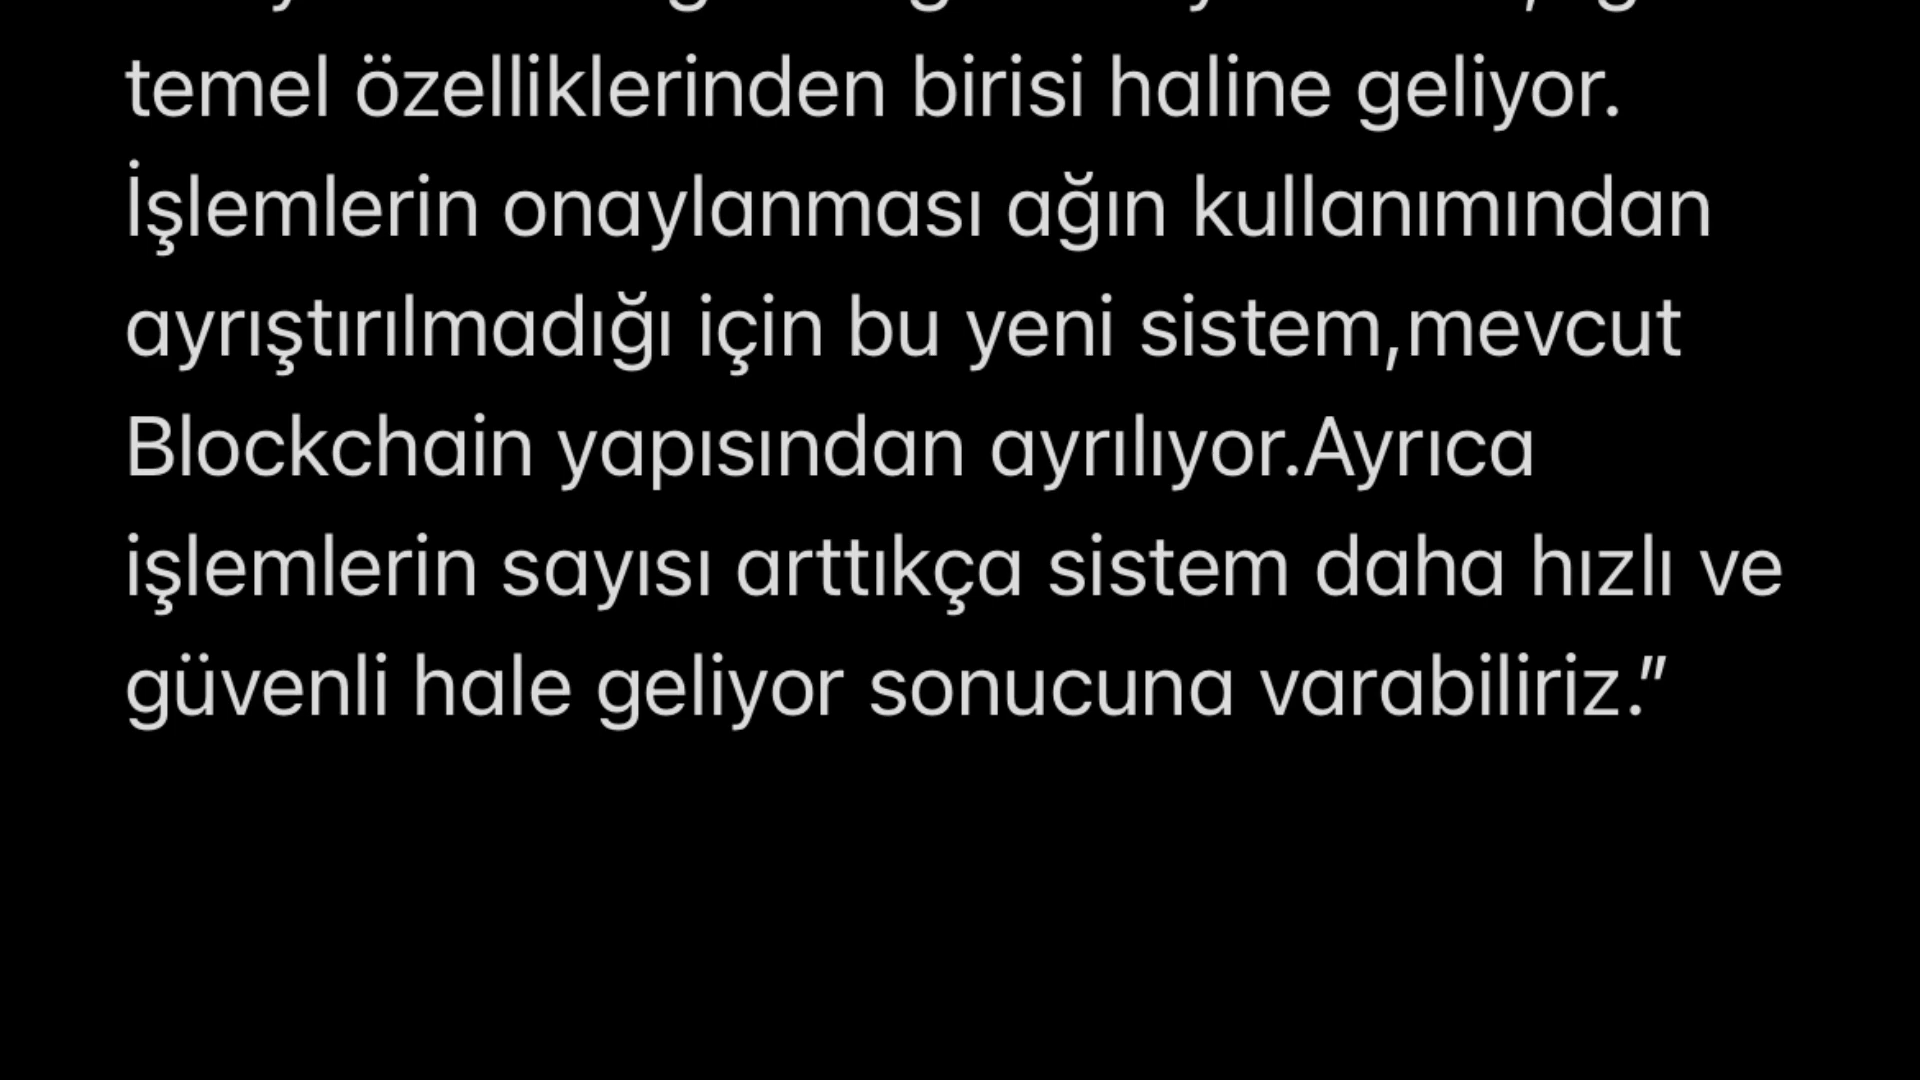 temel özelliklerinden birisi haline geliyor.
İşlemlerin onaylanması ağın kullanımından
ayrıştırılmadığı için bu yeni sistem,mevcut
Blockchain yapısından ayrılıyor.Ayrıca
işlemlerin sayısı arttıkça sistem daha hızlı ve
güvenli hale geliyor sonucuna varabiliriz.”